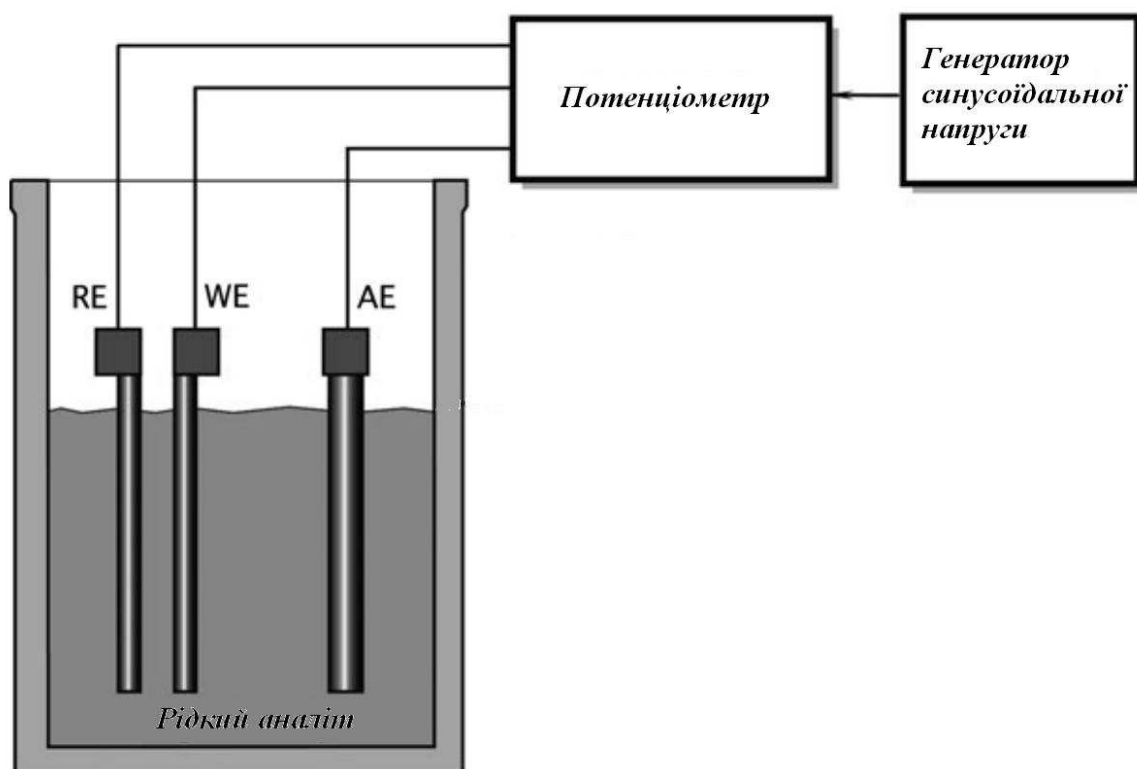 Потенціометр
Генератор
синусоїдальної
напруги
RE
WE
AE
Рідкий аналіт